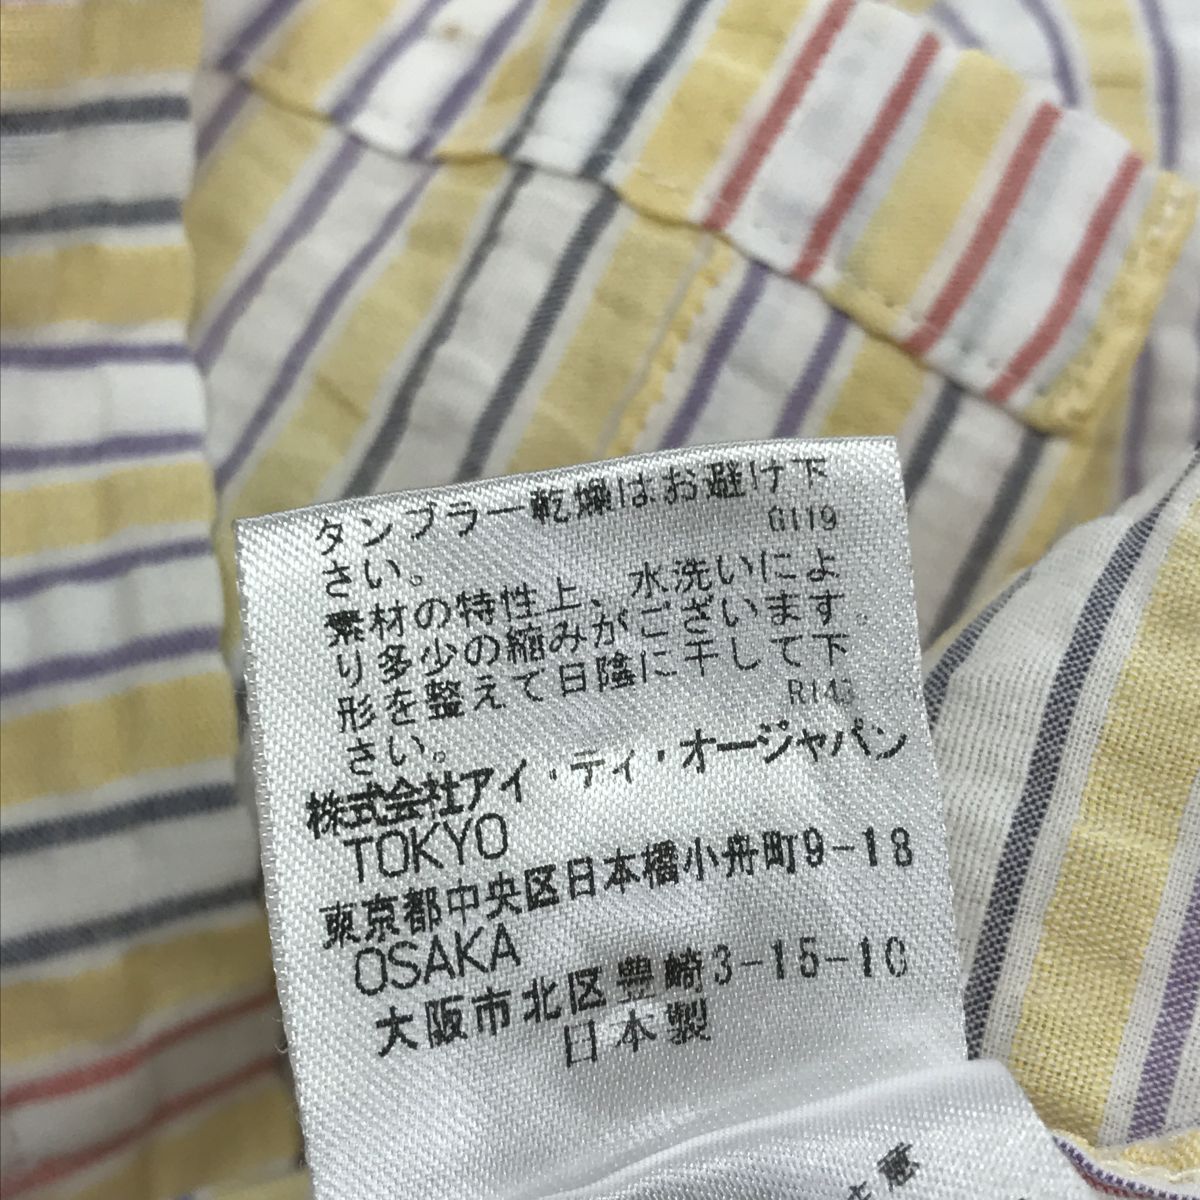 タンブラー乾燥はお避け下
さい。
G119
素材の特性上、水洗いによ
り多少の縮みがございます。
形を整えて日陰に干して下
さい。
R143
株式会社アイ・ティ・オージャパン
TOKYO
東京都中央区日本橋小舟町9-18
OSAKA
大阪市北区豊崎3-15-10
日本製
意